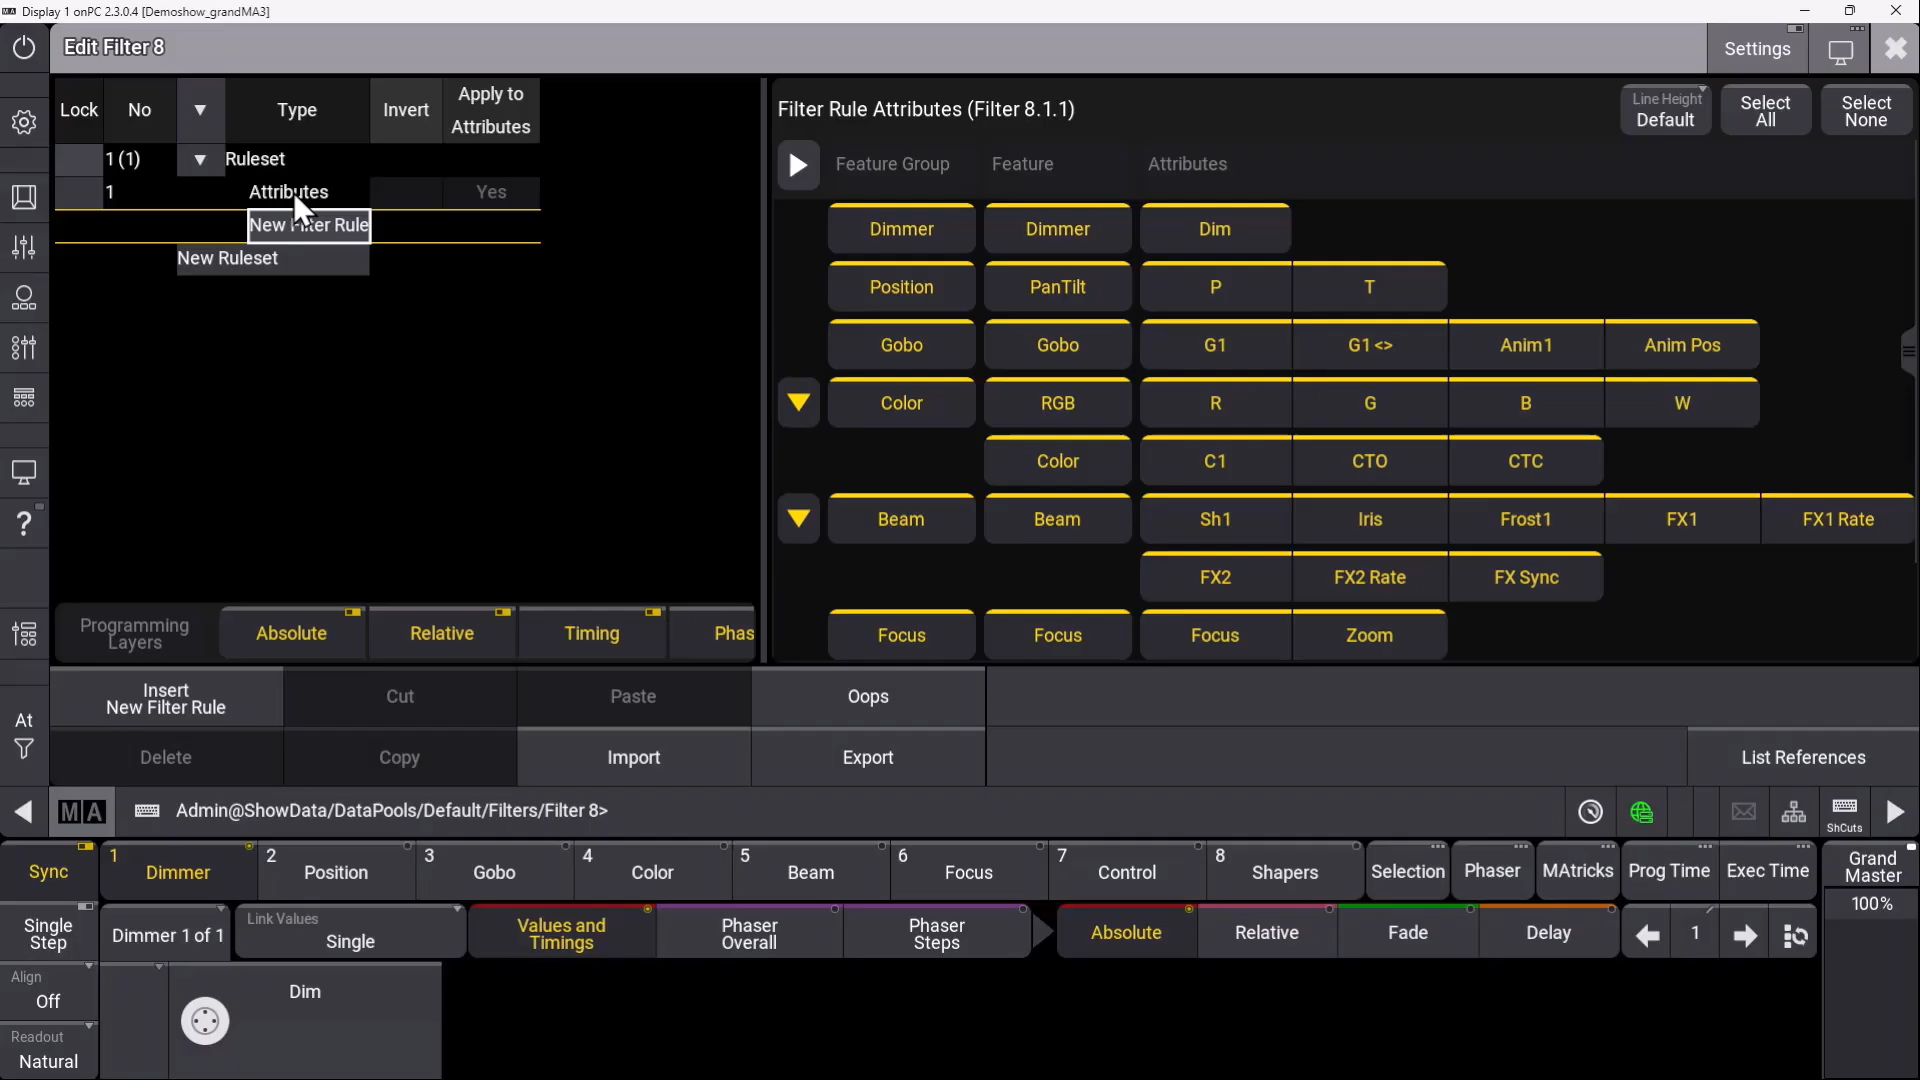 Display 1 onPC 2.3.0.4 [Demoshow_grandMA3]
Edit Filter 8
Settings
Lock No Type Invert Apply to Attributes
1 (1) Ruleset
1 Attributes Yes
New Filter Rule
New Ruleset
Filter Rule Attributes (Filter 8.1.1)
Line Height
Default
Select All
Select None
Feature Group Feature Attributes
Dimmer Dimmer Dim
Position PanTilt P T
Gobo Gobo G1 G1 <> Anim1 Anim Pos
Color RGB R G B W
Color C1 CTO CTC
Beam Beam Sh1 Iris Frost1 FX1 FX1 Rate
FX2 FX2 Rate FX Sync
Focus Focus Focus Zoom
Programming Layers Absolute Relative Timing Phas
Insert New Filter Rule Cut Paste Oops
Delete Copy Import Export List References
At
MA Admin@ShowData/DataPools/Default/Filters/Filter 8>
ShCuts
Sync 1 Dimmer 2 Position 3 Gobo 4 Color 5 Beam 6 Focus 7 Control 8 Shapers Selection Phaser MAtricks Prog Time Exec Time Grand Master
100%
Single Step Dimmer 1 of 1 Link Values Single Values and Timings Phaser Overall Phaser Steps Absolute Relative Fade Delay 1
Align
Off
Dim
Readout
Natural